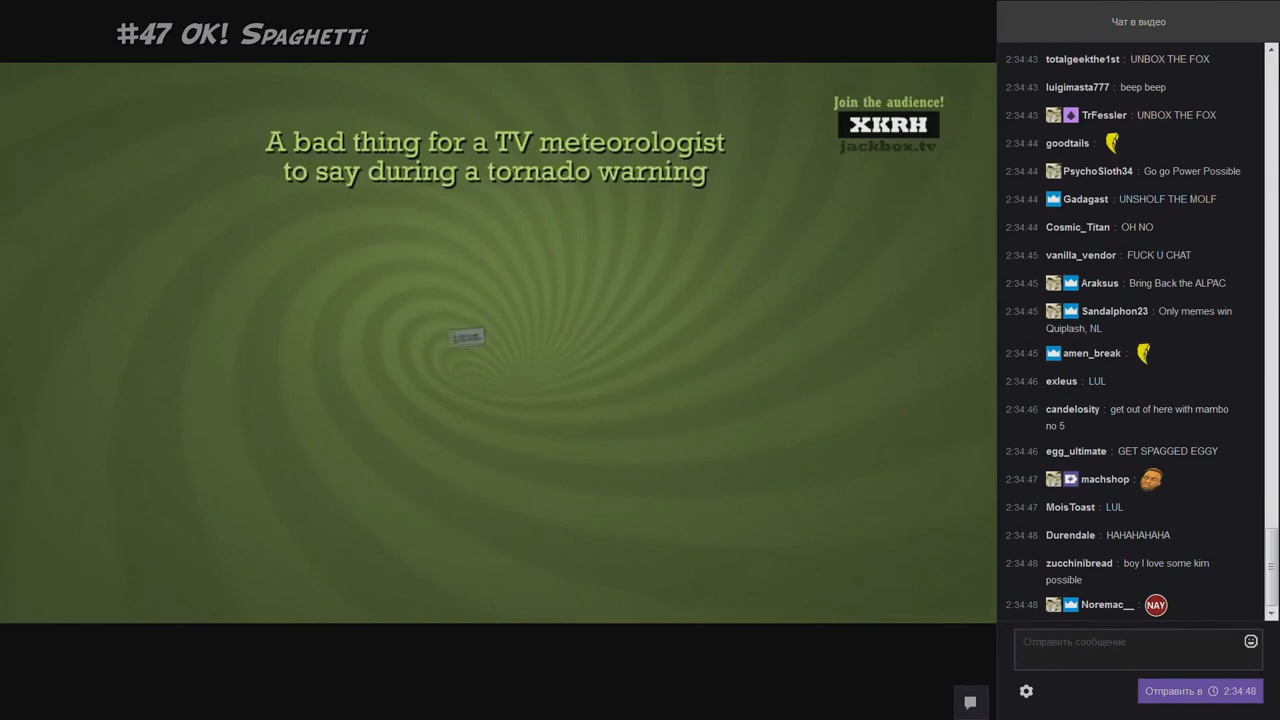 #47 OK! Spaghetti
A bad thing for a TV meteorologist
to say during a tornado warning
Join the audience!
XKRH
jackbox.tv
Чат в видео
2:34:43 totalgeekthe1st : UNBOX THE FOX
2:34:43 luigimasta777 : beep beep
2:34:43 TrFessler : UNBOX THE FOX
2:34:44 goodtails :
2:34:44 PsychoSloth34 : Go go Power Possible
2:34:44 Gadagast : UNSHOLF THE MOLF
2:34:44 Cosmic_Titan : OH NO
2:34:45 vanilla_vendor : FUCK U CHAT
2:34:45 Araksus : Bring Back the ALPAC
2:34:45 Sandalphon23 : Only memes win
Quiplash, NL
2:34:45 amen_break :
2:34:46 exleus : LUL
2:34:46 candelosity : get out of here with mambo
no 5
2:34:46 egg_ultimate : GET SPAGGED EGGY
2:34:47 machshop :
2:34:47 MoisToast : LUL
2:34:48 Durendale : HAHAHAHAHA
2:34:48 zucchinibread : boy I love some kim
possible
2:34:48 Noremac__ : NAY
Отправить сообщение
Отправить в 2:34:48